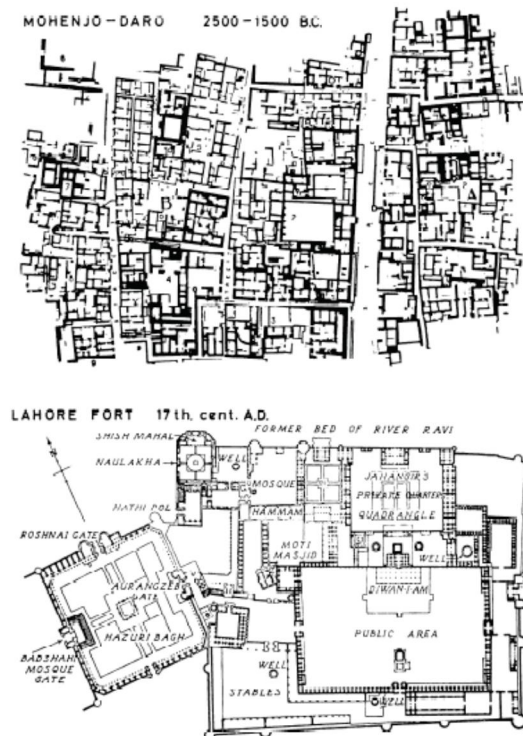 MOHENJO-DARO 2500-1500 B.C.
LAHORE FORT 17th. cent. A.D.
FORMER BED OF RIVER RAVI
SHISH MAHAL
NAULAKHA
WELL
MOSQUE
JAHANGIR'S
PRIVATE QUARTER
QUADRANGLE
HATHI POL
HAMMAM
ROSHNAI GATE
MOTI
MASJID
WELL
AURANGZEB
GATE
DIWAN-I-AM
HAZURI BAGH
PUBLIC AREA
BADSHAHI
MOSQUE
GATE
WELL
STABLES
WELL
N